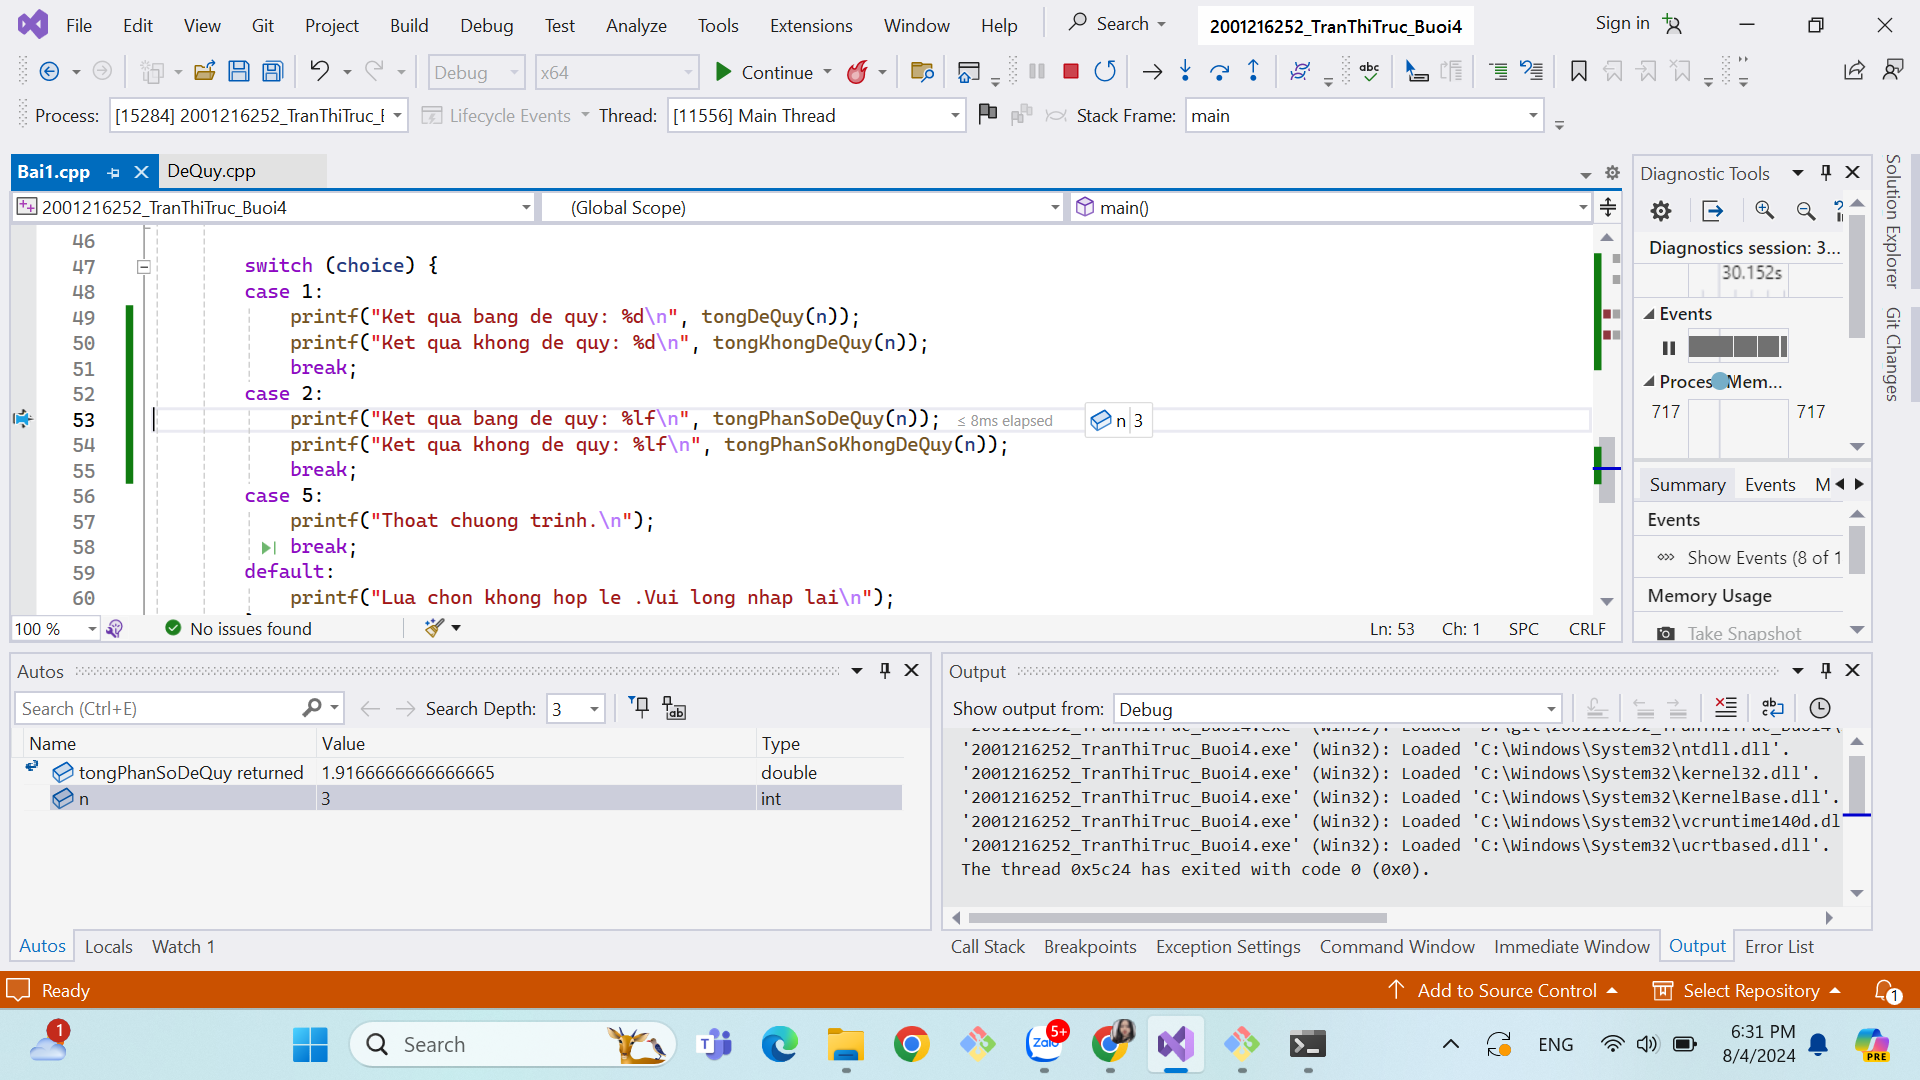 File Edit View Git Project Build Debug Test Analyze Tools Extensions Window Help Search 2001216252_TranThiTruc_Buoi4 Sign in
Debug x64 Continue abc
Process: [15284] 2001216252_TranThiTruc_ Lifecycle Events Thread: [11556] Main Thread Stack Frame: main
Bai1.cpp DeQuy.cpp
2001216252_TranThiTruc_Buoi4 (Global Scope) main()
46
47 switch (choice) {
48 case 1:
49 printf("Ket qua bang de quy: %d\n", tongDeQuy(n));
50 printf("Ket qua khong de quy: %d\n", tongKhongDeQuy(n));
51 break;
52 case 2:
53 printf("Ket qua bang de quy: %lf\n", tongPhanSoDeQuy(n)); ≤ 8ms elapsed n 3
54 printf("Ket qua khong de quy: %lf\n", tongPhanSoKhongDeQuy(n));
55 break;
56 case 5:
57 printf("Thoat chuong trinh.\n");
58 break;
59 default:
60 printf("Lua chon khong hop le .Vui long nhap lai\n");
100 % No issues found Ln: 53 Ch: 1 SPC CRLF
Diagnostic Tools
Diagnostics session: 3...
30.152s
Events
Proces Mem...
717 717
Summary Events M
Events
Show Events (8 of 1
Memory Usage
Take Snapshot
Solution Explorer
Git Changes
Autos
Search (Ctrl+E) Search Depth: 3
Name Value Type
tongPhanSoDeQuy returned 1.9166666666666665 double
n 3 int
Autos Locals Watch 1
Output
Show output from: Debug
'2001216252_TranThiTruc_Buoi4.exe' (Win32): Loaded 'D:\git\2001216252_TranThiTruc_Buoi4\
'2001216252_TranThiTruc_Buoi4.exe' (Win32): Loaded 'C:\Windows\System32\ntdll.dll'.
'2001216252_TranThiTruc_Buoi4.exe' (Win32): Loaded 'C:\Windows\System32\kernel32.dll'.
'2001216252_TranThiTruc_Buoi4.exe' (Win32): Loaded 'C:\Windows\System32\KernelBase.dll'.
'2001216252_TranThiTruc_Buoi4.exe' (Win32): Loaded 'C:\Windows\System32\vcruntime140d.dl
'2001216252_TranThiTruc_Buoi4.exe' (Win32): Loaded 'C:\Windows\System32\ucrtbased.dll'.
The thread 0x5c24 has exited with code 0 (0x0).
Call Stack Breakpoints Exception Settings Command Window Immediate Window Output Error List
Ready Add to Source Control Select Repository 1
1 Search Zalo 5+ ENG 6:31 PM PRE
8/4/2024